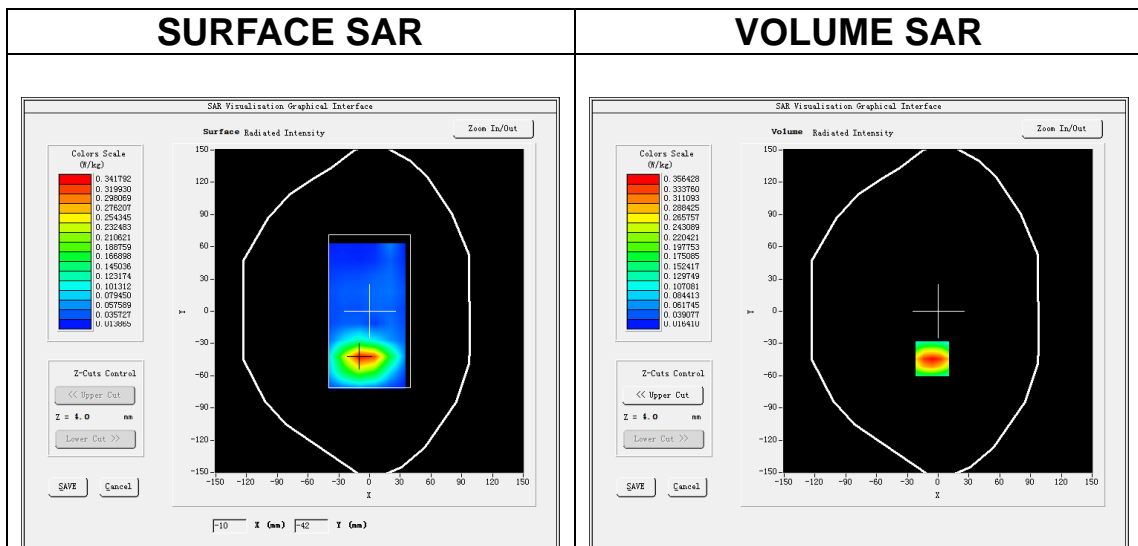 SURFACE SAR
VOLUME SAR
SAR Visualisation Graphical Interface
Surface Radiated Intensity
Zoom In/Out
Colors Scale
(W/kg)
0.341792
0.319930
0.298069
0.276207
0.254345
0.232483
0.210621
0.188759
0.166898
0.145036
0.123174
0.101312
0.079450
0.057589
0.035727
0.013865
150
120
90
60
30
0
-30
-60
-90
-120
-150
Y
-150 -120 -90 -60 -30 0 30 60 90 120 150
X
Z-Cuts Control
<< Upper Cut
Z = 4.0 mm
Lower Cut >>
SAVE Cancel
-10 X (mm) -42 Y (mm)
SAR Visualisation Graphical Interface
Volume Radiated Intensity
Zoom In/Out
Colors Scale
(W/kg)
0.356428
0.333760
0.311093
0.288425
0.265757
0.243089
0.220421
0.197753
0.175085
0.152417
0.129749
0.107081
0.084413
0.061745
0.039077
0.016410
150
120
90
60
30
0
-30
-60
-90
-120
-150
Y
-150 -120 -90 -60 -30 0 30 60 90 120 150
X
Z-Cuts Control
<< Upper Cut
Z = 4.0 mm
Lower Cut >>
SAVE Cancel